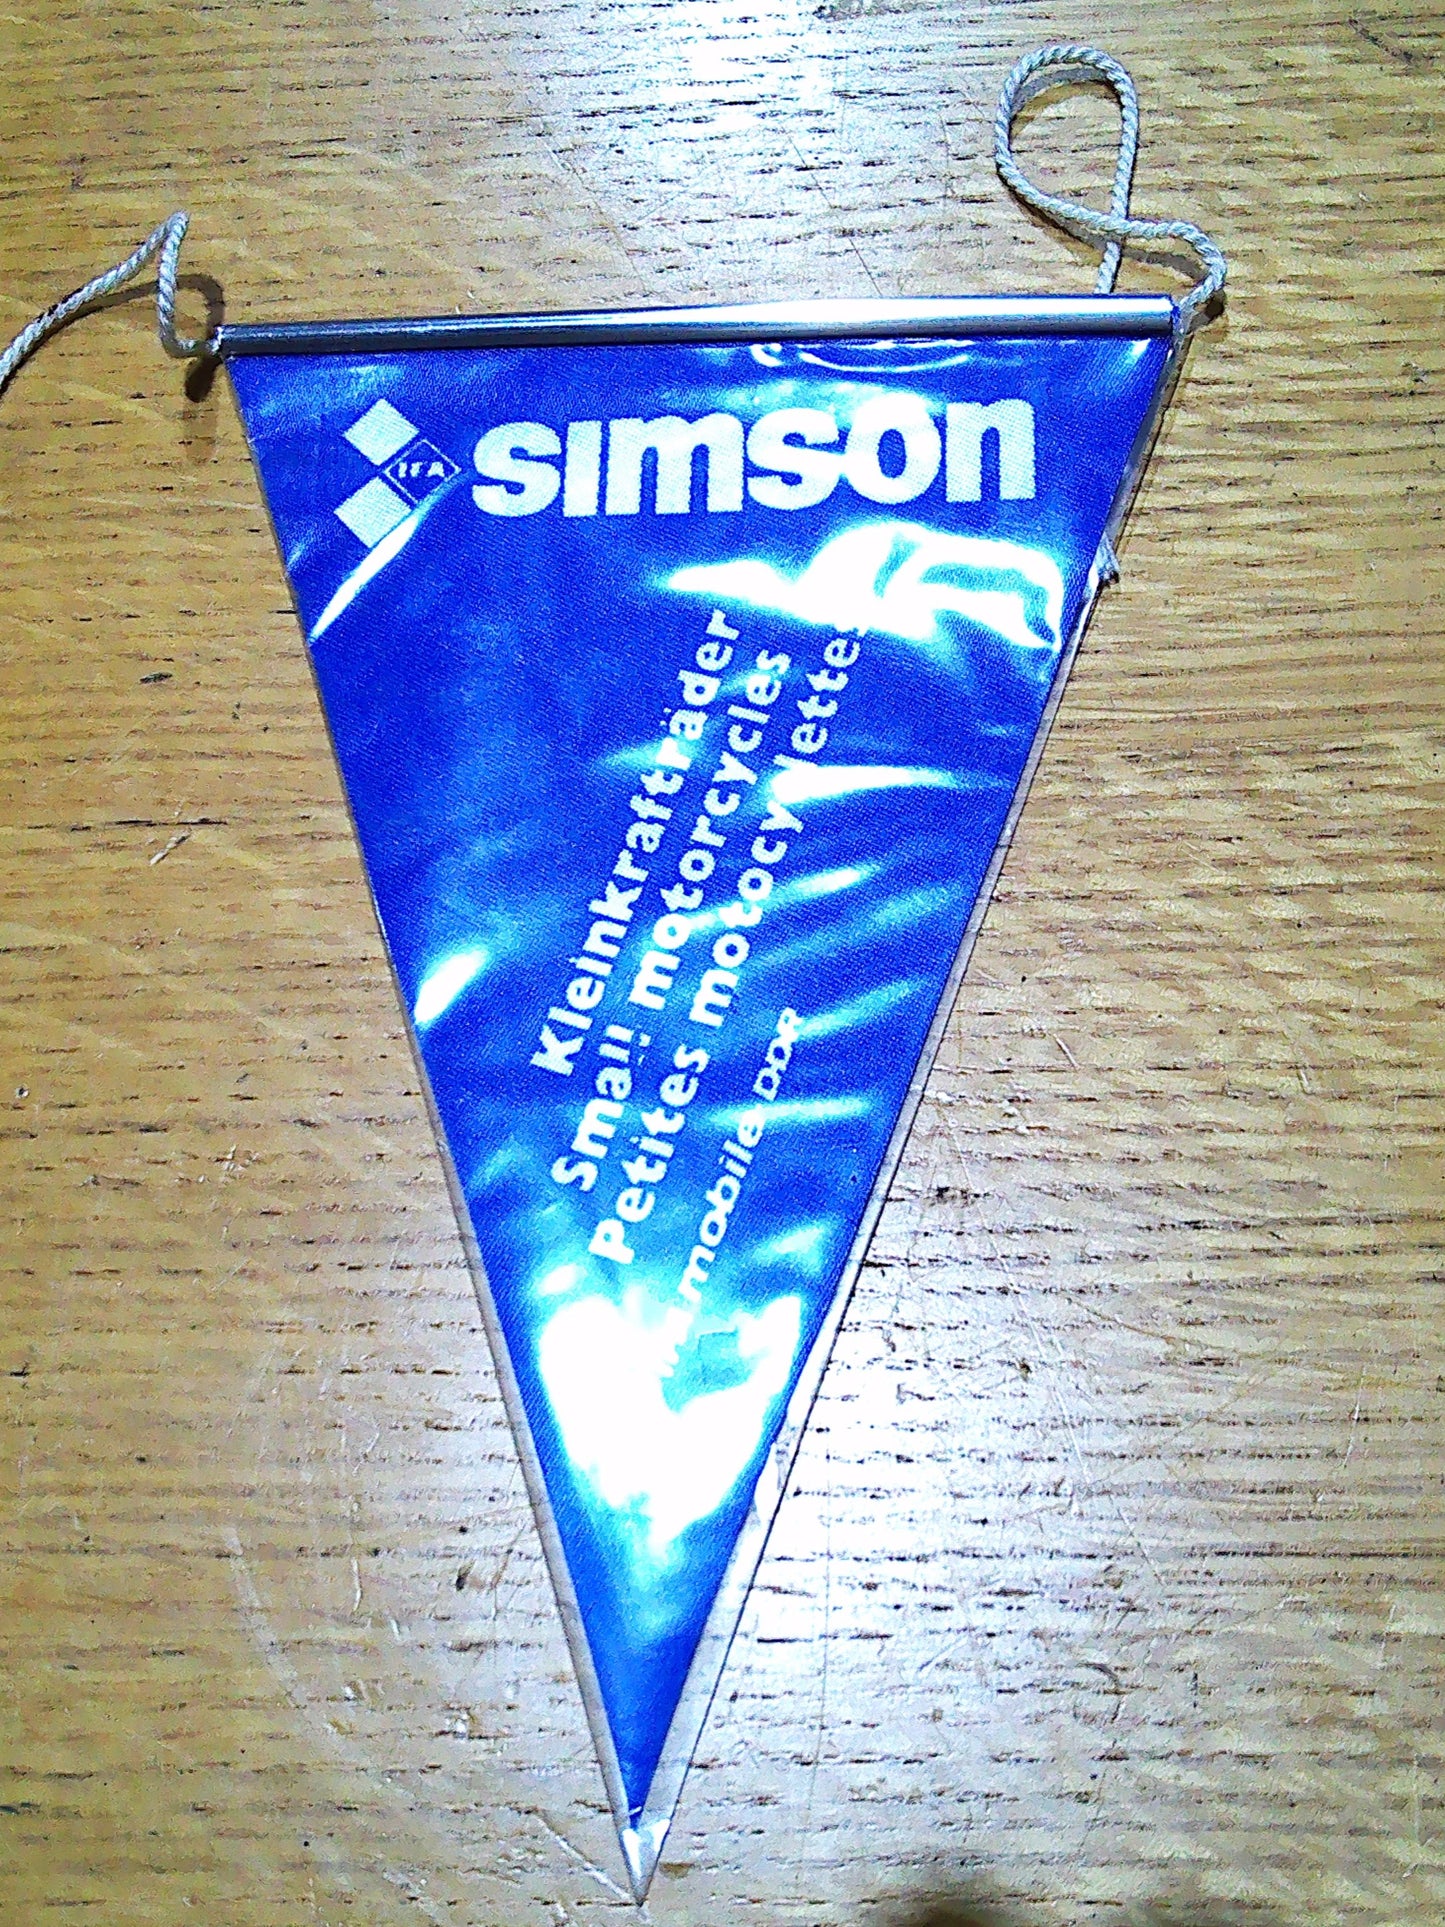 IFA
simson
Kleinkrafträder
Small motorcycles
Petites motocyclettes
mobile DDR